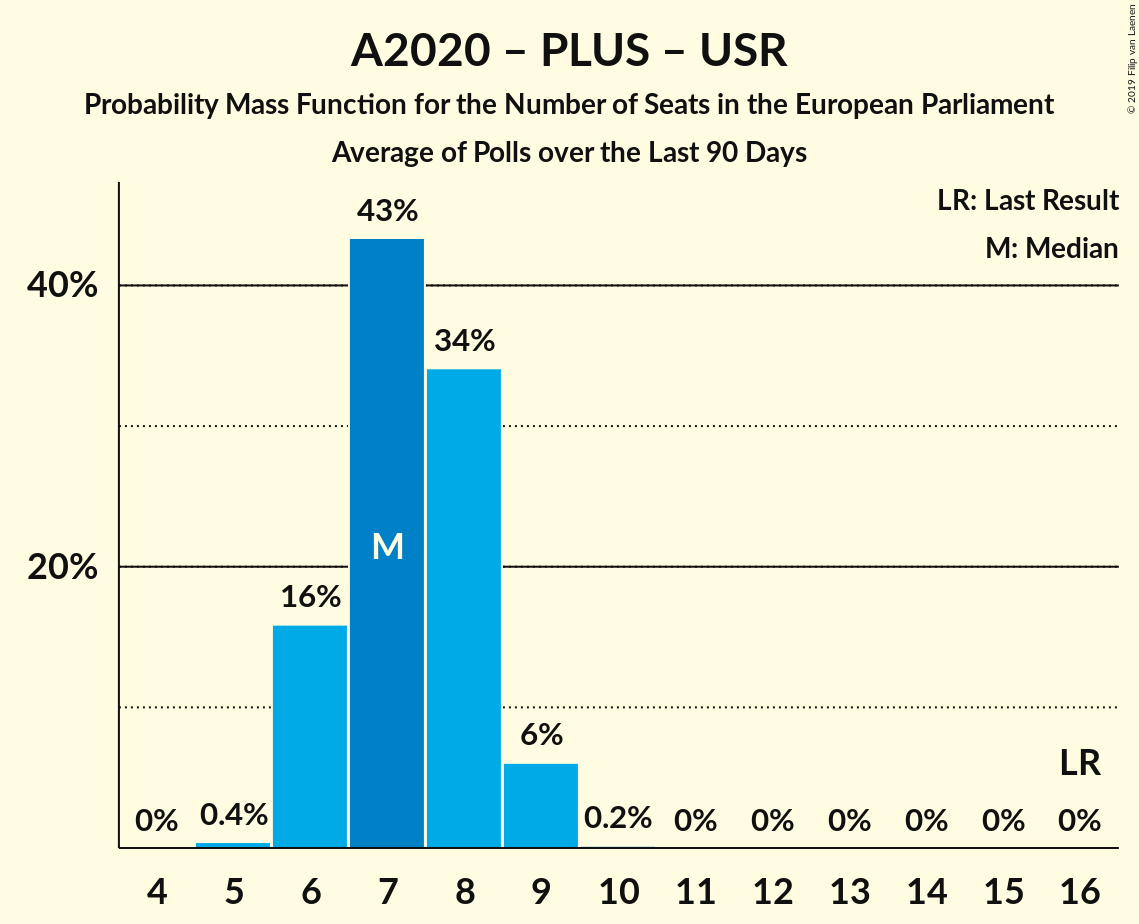 A2020 – PLUS – USR
Probability Mass Function for the Number of Seats in the European Parliament
Average of Polls over the Last 90 Days
© 2019 Filip van Laenen
LR: Last Result
M: Median
43%
40%
34%
M
20%
16%
6%
LR
0% 0.4% 0.2% 0% 0% 0% 0% 0% 0%
4 5 6 7 8 9 10 11 12 13 14 15 16